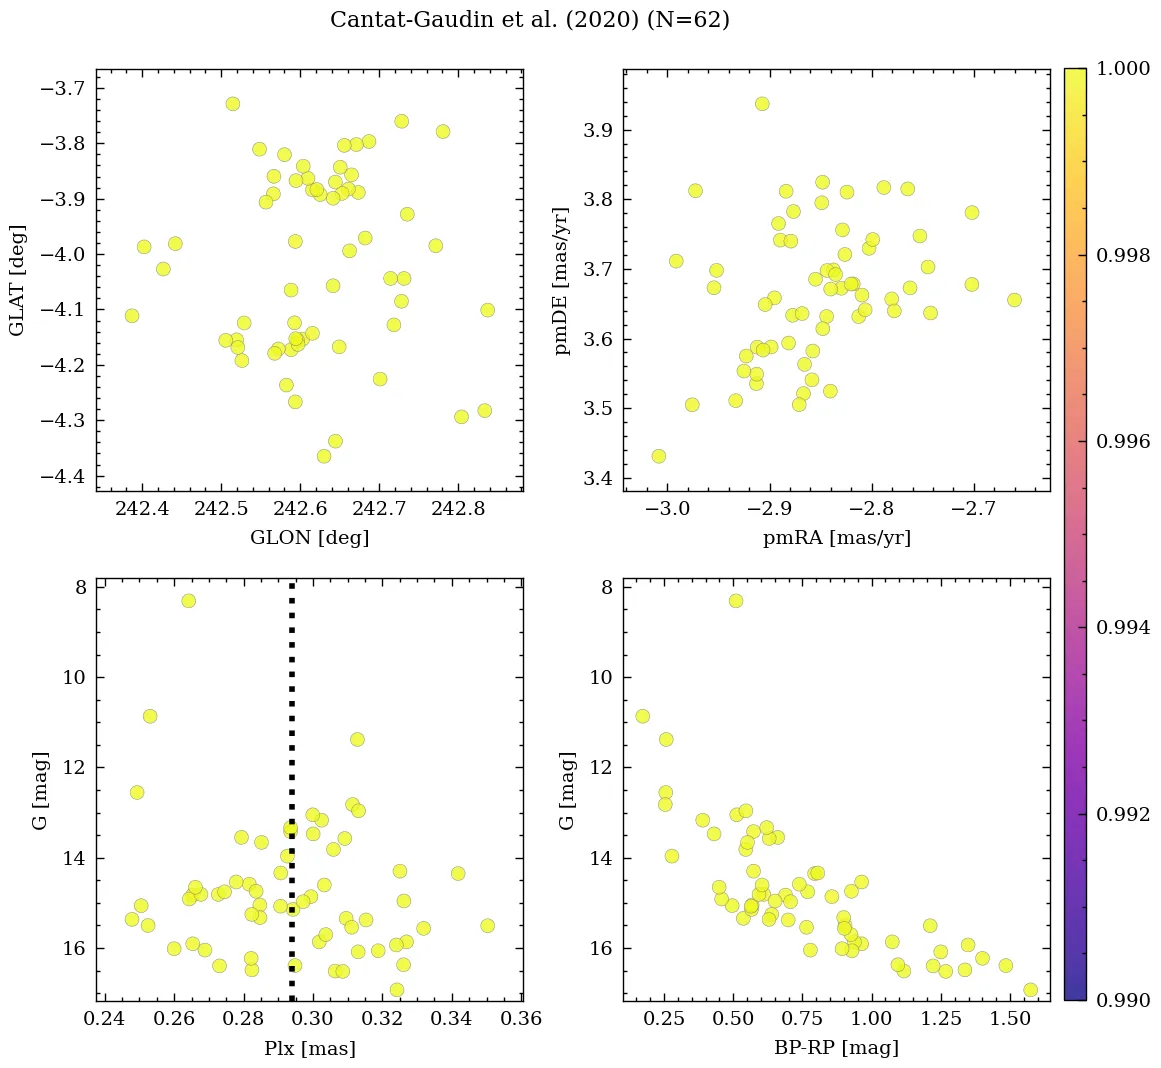 Cantat-Gaudin et al. (2020) (N=62)
−3.7
−3.8
−3.9
−4.0
−4.1
−4.2
−4.3
−4.4
GLAT [deg]
242.4 242.5 242.6 242.7 242.8
GLON [deg]
3.9
3.8
3.7
3.6
3.5
3.4
pmDE [mas/yr]
−3.0 −2.9 −2.8 −2.7
pmRA [mas/yr]
8
10
12
14
16
G [mag]
0.24 0.26 0.28 0.30 0.32 0.34 0.36
Plx [mas]
8
10
12
14
16
G [mag]
0.25 0.50 0.75 1.00 1.25 1.50
BP-RP [mag]
1.000
0.998
0.996
0.994
0.992
0.990